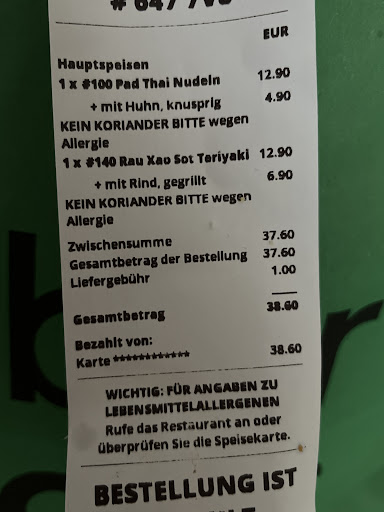 EUR
Hauptspeisen
1 x #100 Pad Thai Nudeln 12.90
+ mit Huhn, knusprig 4.90
KEIN KORIANDER BITTE wegen
Allergie
1 x #140 Rau Xao Sot Teriyaki 12.90
+ mit Rind, gegrillt 6.90
KEIN KORIANDER BITTE wegen
Allergie
Zwischensumme 37.60
Gesamtbetrag der Bestellung 37.60
Liefergebühr 1.00
Gesamtbetrag 38.60
Bezahlt von:
Karte ************ 38.60
WICHTIG: FÜR ANGABEN ZU
LEBENSMITTELALLERGENEN
Rufe das Restaurant an oder
überprüfen Sie die Speisekarte.
BESTELLUNG IST